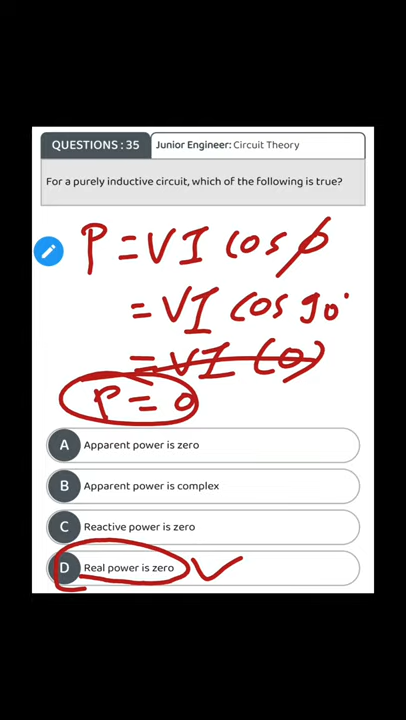 QUESTIONS : 35 Junior Engineer: Circuit Theory
For a purely inductive circuit, which of the following is true?
P = VI cos ϕ
= VI cos 90°
= VI (0)
P = 0
A Apparent power is zero
B Apparent power is complex
C Reactive power is zero
D Real power is zero